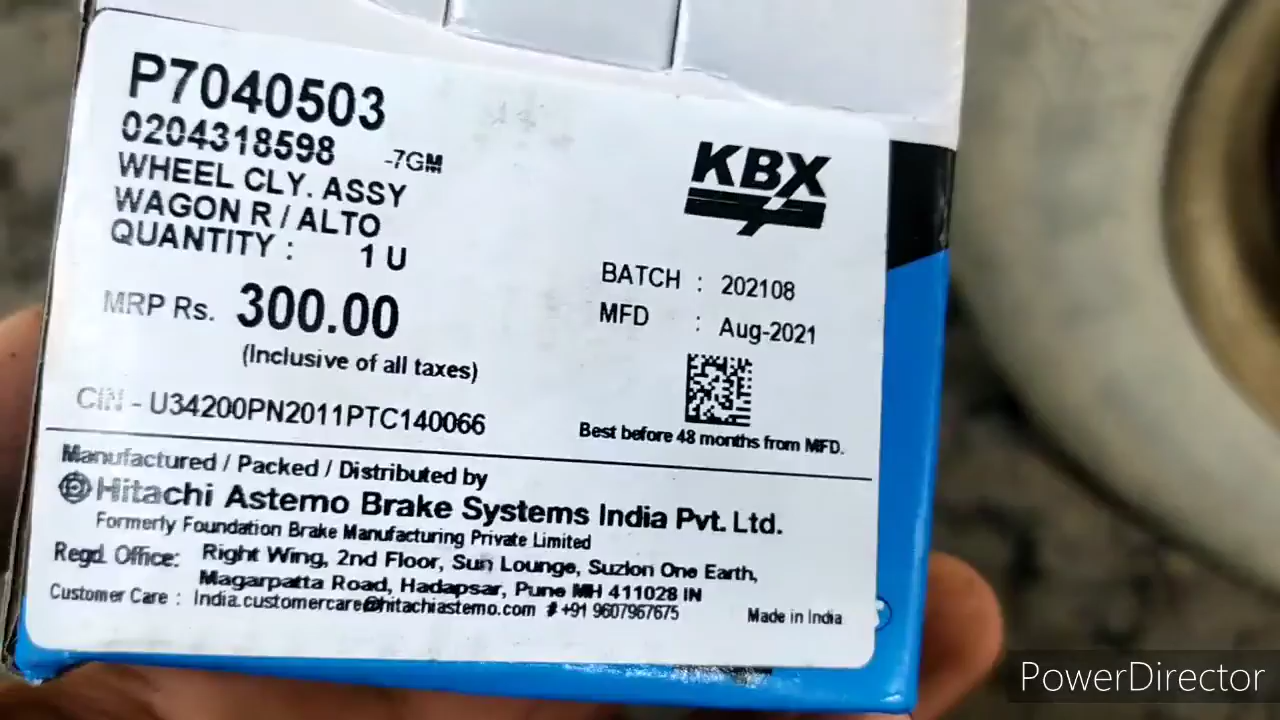 P7040503
0204318598 -7GM
WHEEL CLY. ASSY
WAGON R / ALTO
QUANTITY : 1 U
MRP Rs. 300.00
(Inclusive of all taxes)
CIN - U34200PN2011PTC140066
KBX
BATCH : 202108
MFD : Aug-2021
Best before 48 months from MFD.
Manufactured / Packed / Distributed by
Hitachi Astemo Brake Systems India Pvt. Ltd.
Formerly Foundation Brake Manufacturing Private Limited
Regd. Office: Right Wing, 2nd Floor, Sun Lounge, Suzlon One Earth,
Magarpatta Road, Hadapsar, Pune MH 411028 IN
Customer Care : India.customercare@hitachiastemo.com # +91 9607967675
Made in India
PowerDirector